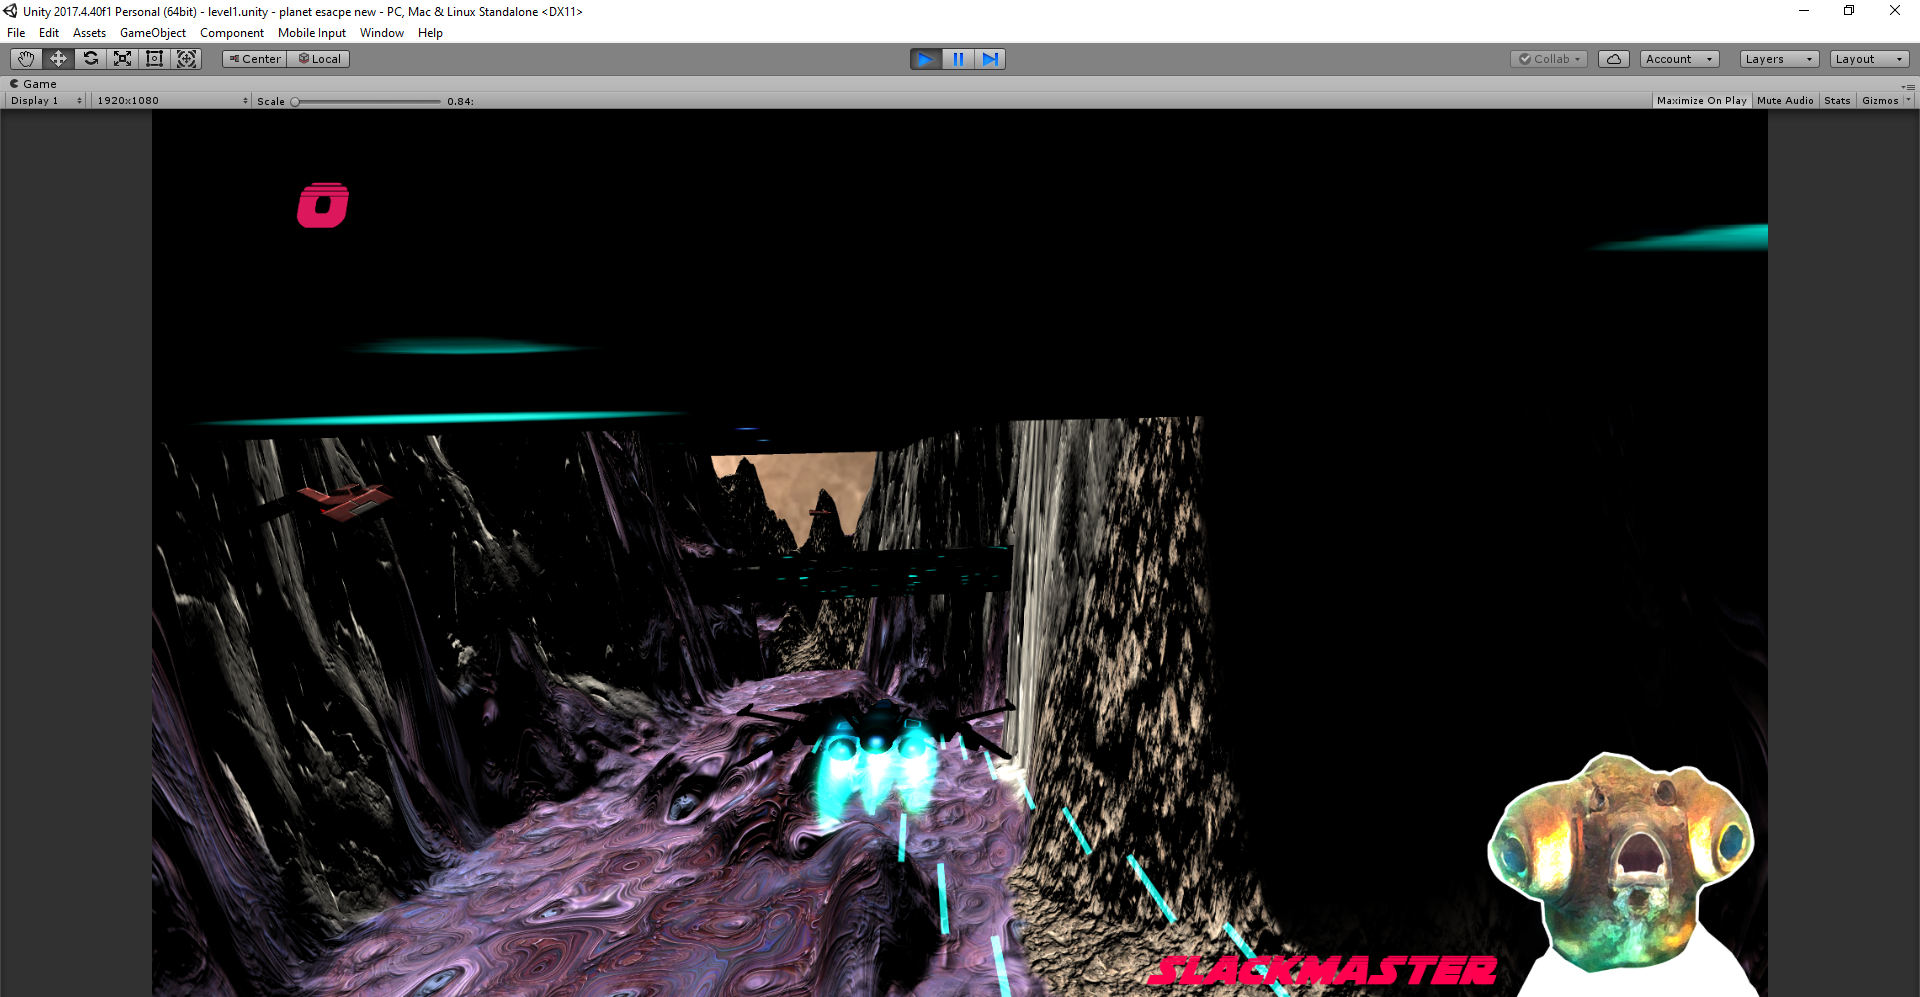 Unity 2017.4.40f1 Personal (64bit) - level1.unity - planet esacpe new - PC, Mac & Linux Standalone <DX11>
File Edit Assets GameObject Component Mobile Input Window Help
Center Local Collab Account Layers Layout
Game
Display 1 1920x1080 Scale 0.84: Maximize On Play Mute Audio Stats Gizmos
0
SLACKMASTER